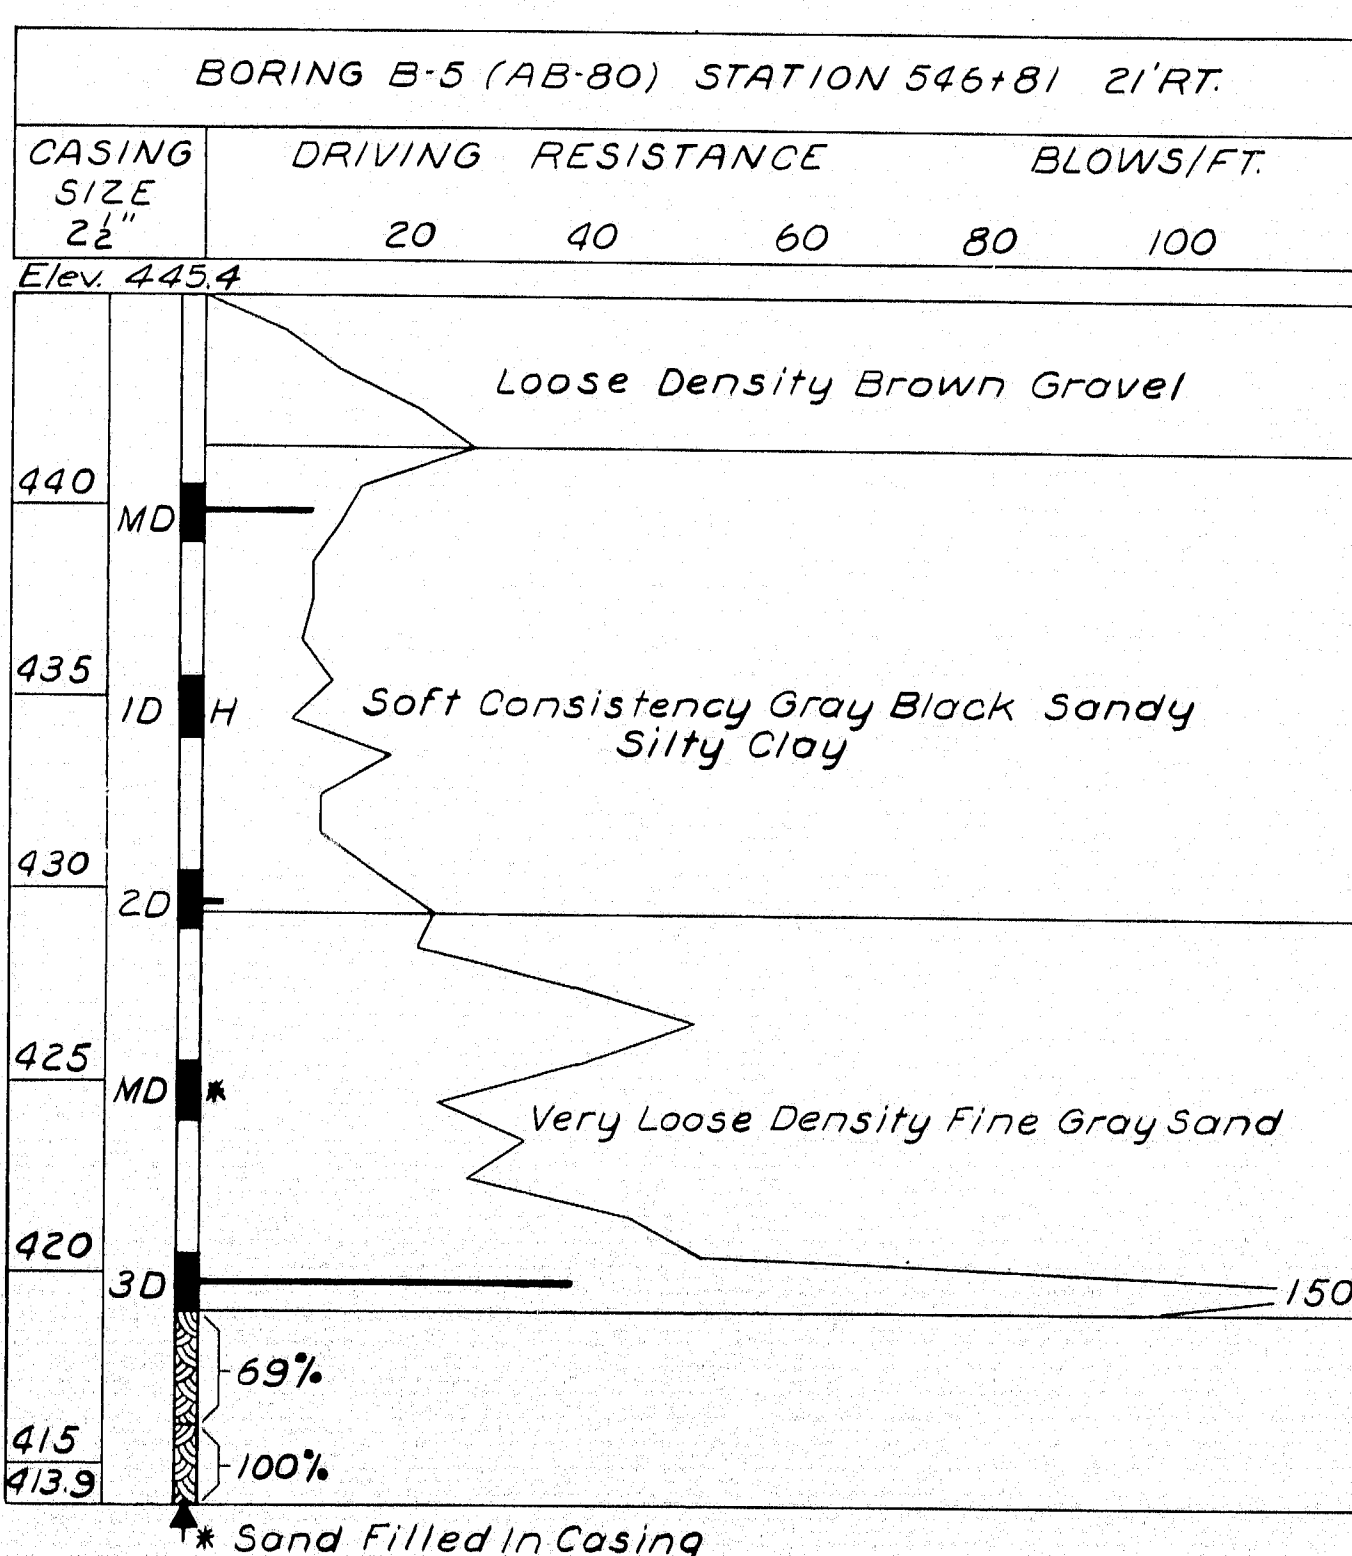 BORING B-5 (AB-80) STATION 546+81 21'RT.
CASING SIZE 2½"
DRIVING RESISTANCE BLOWS/FT.
20 40 60 80 100
Elev. 445.4
Loose Density Brown Gravel
440
MD
435
1D H
Soft Consistency Gray Black Sandy
Silty Clay
430
2D
425
MD *
Very Loose Density Fine Gray Sand
420
3D
150
69%
415
100%
413.9
* Sand Filled In Casing